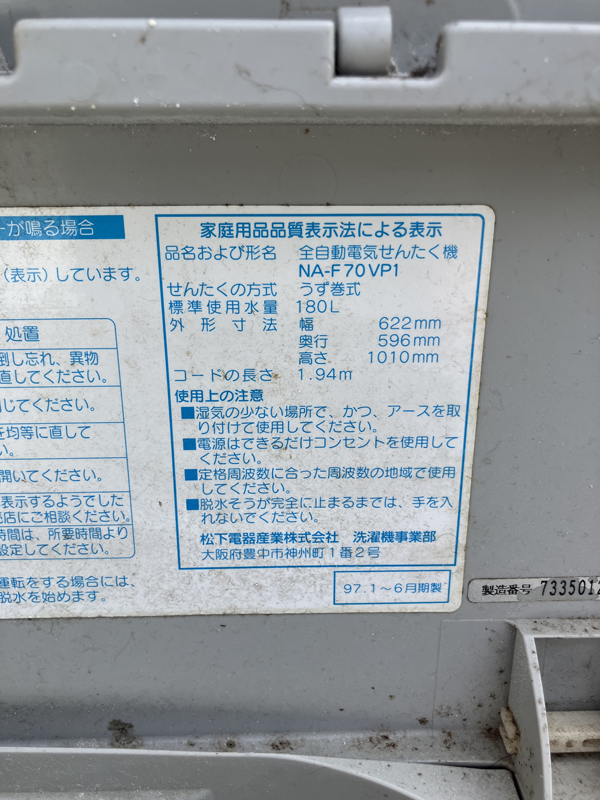 ーが鳴る場合
（表示）しています。
処置
倒し忘れ、異物
直してください。
じてください。
を均等に直して
い。
開いてください。
表示するようでした
売店にご相談ください。
時間は、所要時間より
設定してください。
運転をする場合には、
脱水を始めます。
家庭用品品質表示法による表示
品名および形名 全自動電気せんたく機
NA-F70VP1
せんたくの方式 うず巻式
標準使用水量 180L
外形寸法 幅 622mm
奥行 596mm
高さ 1010mm
コードの長さ 1.94m
使用上の注意
■湿気の少ない場所で、かつ、アースを取
り付けて使用してください。
■電源はできるだけコンセントを使用して
ください。
■定格周波数に合った周波数の地域で使用
してください。
■脱水そうが完全に止まるまでは、手を入
れないでください。
松下電器産業株式会社 洗濯機事業部
大阪府豊中市神州町1番2号
97.1～6月期製
製造番号 7335012